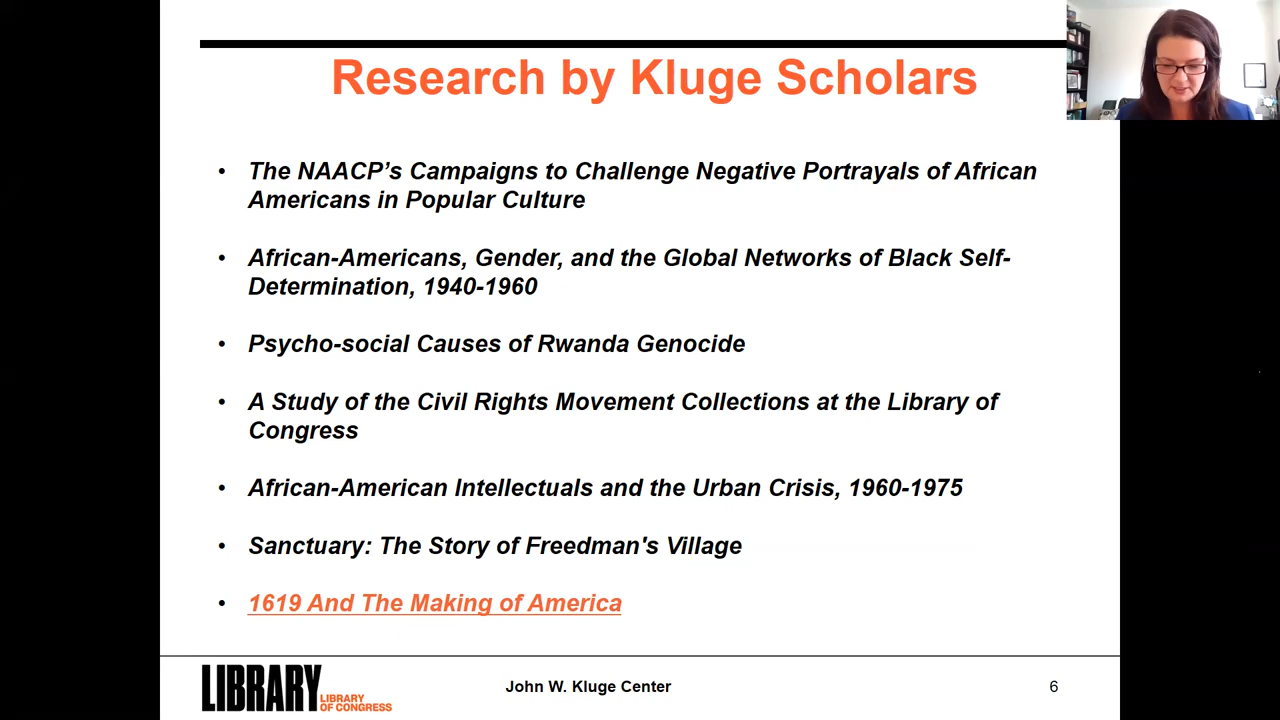 Research by Kluge Scholars
• The NAACP’s Campaigns to Challenge Negative Portrayals of African
Americans in Popular Culture
• African-Americans, Gender, and the Global Networks of Black Self-
Determination, 1940-1960
• Psycho-social Causes of Rwanda Genocide
• A Study of the Civil Rights Movement Collections at the Library of
Congress
• African-American Intellectuals and the Urban Crisis, 1960-1975
• Sanctuary: The Story of Freedman's Village
• 1619 And The Making of America
LIBRARY
LIBRARY
OF CONGRESS
John W. Kluge Center
6